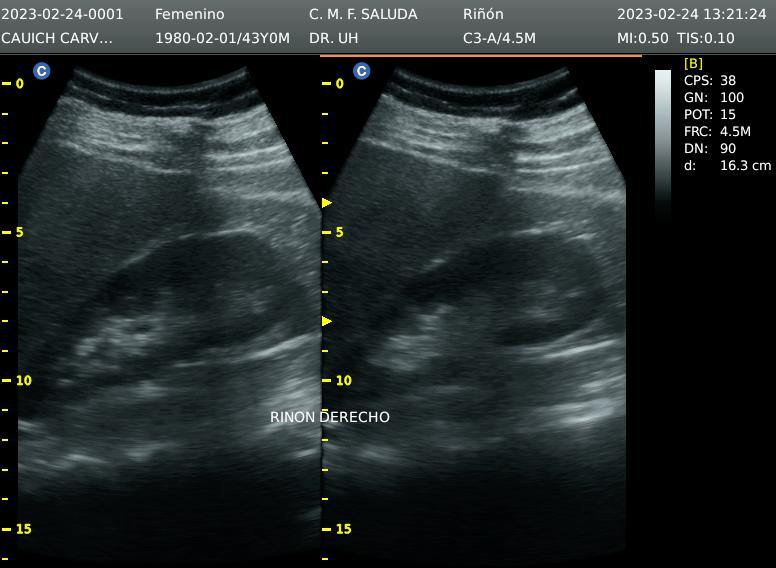 2023-02-24-0001 Femenino C. M. F. SALUDA Riñón 2023-02-24 13:21:24
CAUICH CARV... 1980-02-01/43Y0M DR. UH C3-A/4.5M MI:0.50 TIS:0.10
[B]
CPS: 38
GN: 100
POT: 15
FRC: 4.5M
DN: 90
d: 16.3 cm
C C
0 0
5 5
10 10
RINON DERECHO
15 15